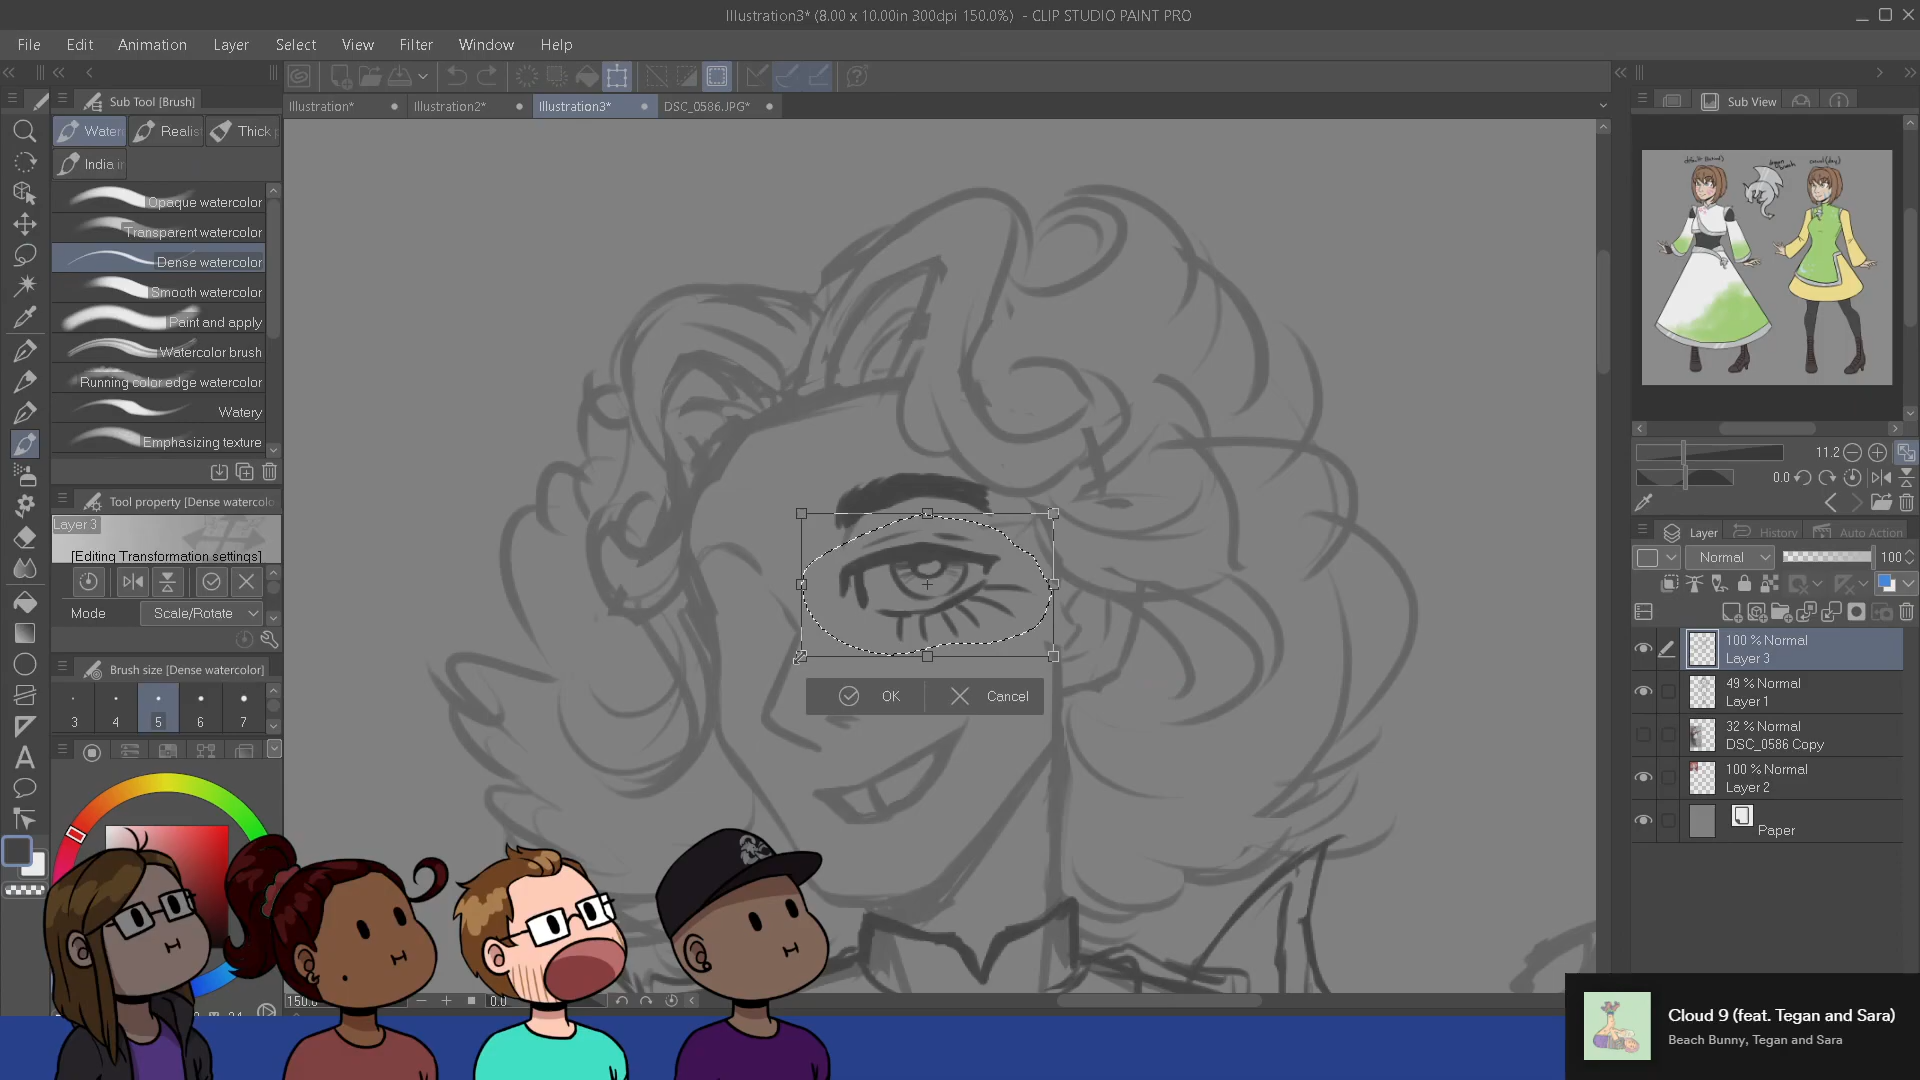 Illustration3* (8.00 x 10.00in 300dpi 150.0%) - CLIP STUDIO PAINT PRO
File Edit Animation Layer Select View Filter Window Help
Sub Tool [Brush]
Illustration* Illustration2* Illustration3* DSC_0586.JPG*
Sub View
Water Realis Thick
India in
Opaque watercolor
Transparent watercolor
Dense watercolor
Smooth watercolor
Paint and apply
Watercolor brush
Running color edge watercolor
Watery
Emphasizing texture
Tool property [Dense watercolo
Layer 3
[Editing Transformation settings]
Mode Scale/Rotate
Brush size [Dense watercolor]
3 4 5 6 7
OK Cancel
150.0
0.0
11.2
0.0
Layer History Auto Action
Normal 100
100 % Normal
Layer 3
49 % Normal
Layer 1
32 % Normal
DSC_0586 Copy
100 % Normal
Layer 2
Paper
Cloud 9 (feat. Tegan and Sara)
Beach Bunny, Tegan and Sara